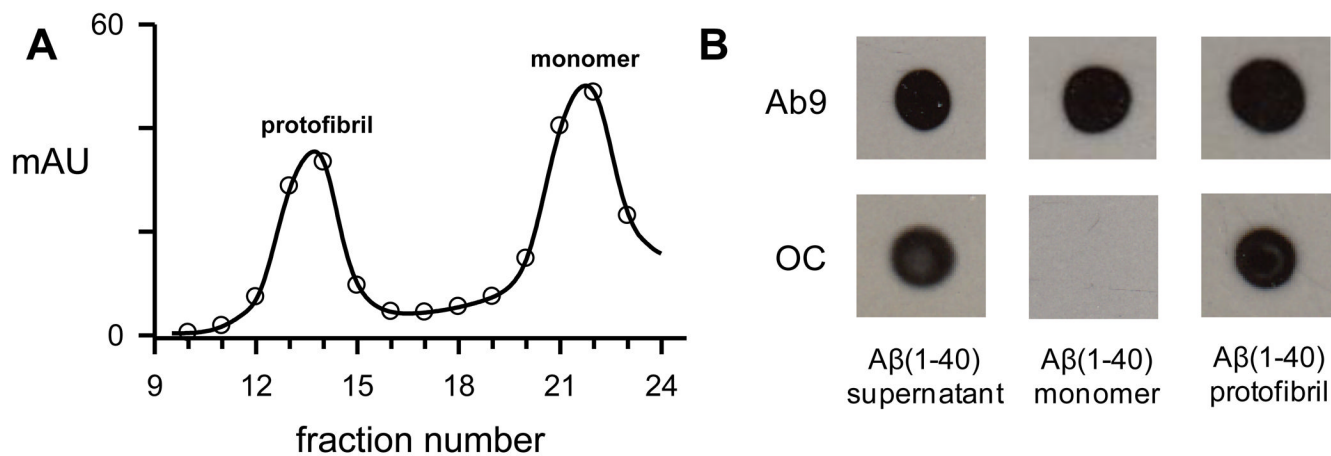 A
60
mAU
0
protofibril
monomer
9 12 15 18 21 24
fraction number
B
Ab9
OC
Aβ(1-40) supernatant
Aβ(1-40) monomer
Aβ(1-40) protofibril